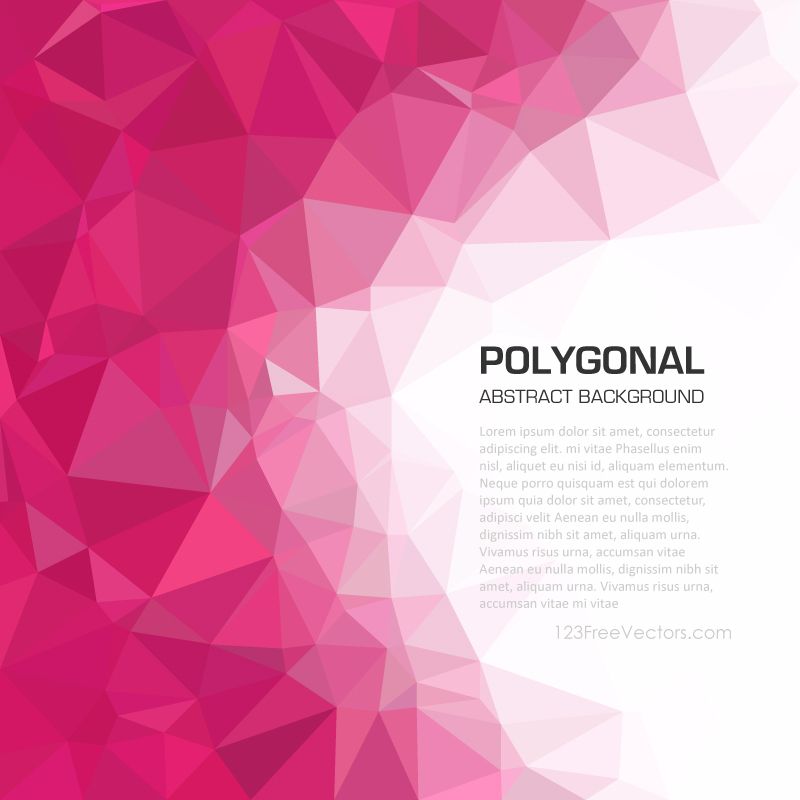 POLYGONAL
ABSTRACT BACKGROUND
Lorem ipsum dolor sit amet, consectetur
adipiscing elit. mi vitae Phasellus enim
nisl, aliquet eu nisi id, aliquam elementum.
Neque porro quisquam est qui dolorem
ipsum quia dolor sit amet, consectetur,
adipisci velit Aenean eu nulla mollis,
dignissim nibh sit amet, aliquam urna.
Vivamus risus urna, accumsan vitae
Aenean eu nulla mollis, dignissim nibh sit
amet, aliquam urna. Vivamus risus urna,
accumsan vitae mi vitae
123FreeVectors.com